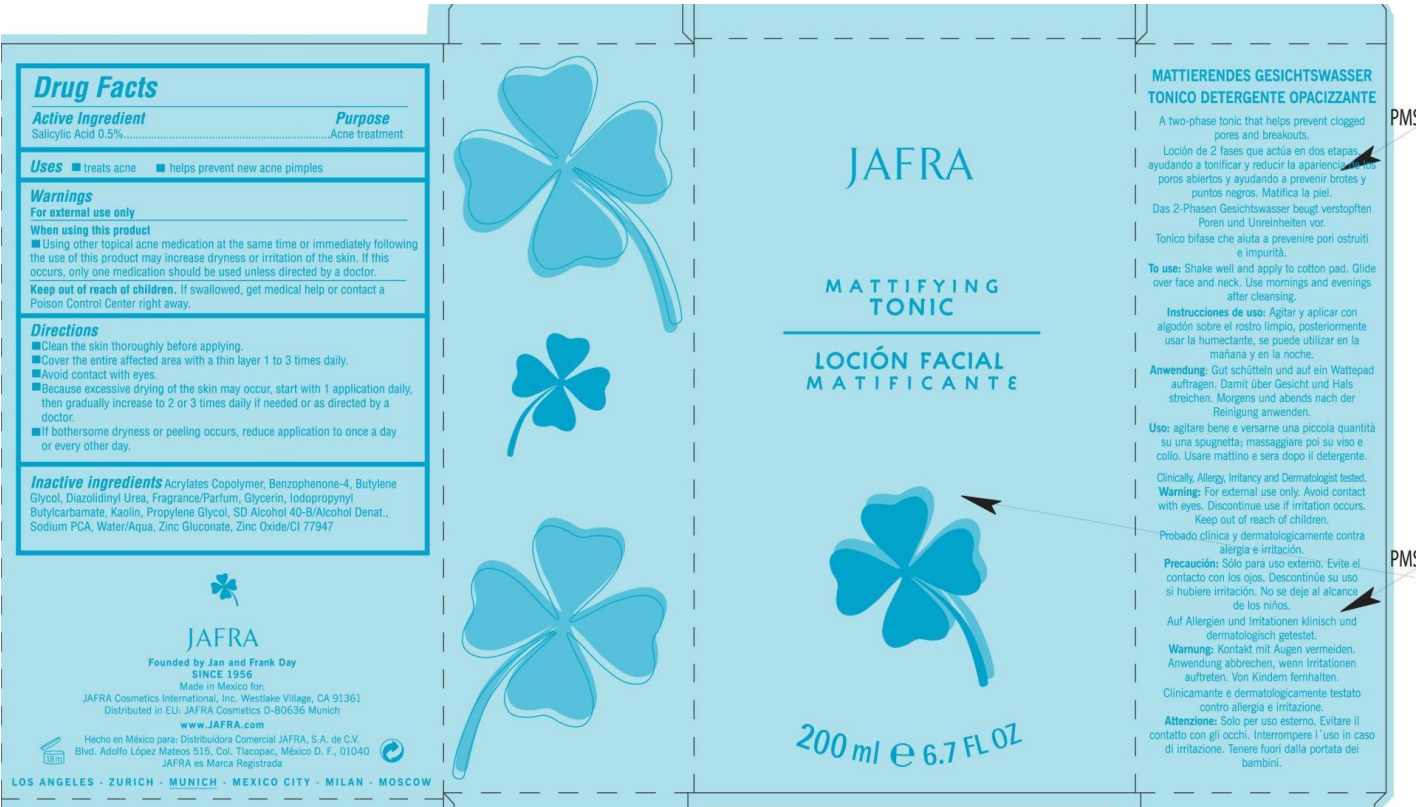 Drug Facts
Active Ingredient Purpose
Salicylic Acid 0.5%......................................................................Acne treatment
Uses ■ treats acne ■ helps prevent new acne pimples
Warnings
For external use only
When using this product
■ Using other topical acne medication at the same time or immediately following
the use of this product may increase dryness or irritation of the skin. If this
occurs, only one medication should be used unless directed by a doctor.
Keep out of reach of children. If swallowed, get medical help or contact a
Poison Control Center right away.
Directions
■ Clean the skin thoroughly before applying.
■ Cover the entire affected area with a thin layer 1 to 3 times daily.
■ Avoid contact with eyes.
■ Because excessive drying of the skin may occur, start with 1 application daily,
then gradually increase to 2 or 3 times daily if needed or as directed by a
doctor.
■ If bothersome dryness or peeling occurs, reduce application to once a day
or every other day.
Inactive ingredients Acrylates Copolymer, Benzophenone-4, Butylene
Glycol, Diazolidinyl Urea, Fragrance/Parfum, Glycerin, Iodopropynyl
Butylcarbamate, Kaolin, Propylene Glycol, SD Alcohol 40-B/Alcohol Denat.,
Sodium PCA, Water/Aqua, Zinc Gluconate, Zinc Oxide/CI 77947
JAFRA
Founded by Jan and Frank Day
SINCE 1956
Made in Mexico for:
JAFRA Cosmetics International, Inc. Westlake Village, CA 91361
Distributed in EU: JAFRA Cosmetics D-80636 Munich
www.JAFRA.com
Hecho en México para: Distribuidora Comercial JAFRA, S.A. de C.V.
Blvd. Adolfo López Mateos 515, Col. Tlacopac, México D. F., 01040
JAFRA es Marca Registrada
18 m
LOS ANGELES - ZURICH - MUNICH - MEXICO CITY - MILAN - MOSCOW
JAFRA
MATTIFYING
TONIC
LOCIÓN FACIAL
MATIFICANTE
200 ml e 6.7 FL OZ
MATTIERENDES GESICHTSWASSER
TONICO DETERGENTE OPACIZZANTE
A two-phase tonic that helps prevent clogged
pores and breakouts.
Loción de 2 fases que actúa en dos etapas,
ayudando a tonificar y reducir la apariencia de los
poros abiertos y ayudando a prevenir brotes y
puntos negros. Matifica la piel.
Das 2-Phasen Gesichtswasser beugt verstopften
Poren und Unreinheiten vor.
Tonico bifase che aiuta a prevenire pori ostruiti
e impurità.
To use: Shake well and apply to cotton pad. Glide
over face and neck. Use mornings and evenings
after cleansing.
Instrucciones de uso: Agitar y aplicar con
algodón sobre el rostro limpio, posteriormente
usar la humectante, se puede utilizar en la
mañana y en la noche.
Anwendung: Gut schütteln und auf ein Wattepad
auftragen. Damit über Gesicht und Hals
streichen. Morgens und abends nach der
Reinigung anwenden.
Uso: agitare bene e versarne una piccola quantità
su una spugnetta; massaggiare poi su viso e
collo. Usare mattino e sera dopo il detergente.
Clinically, Allergy, Irritancy and Dermatologist tested.
Warning: For external use only. Avoid contact
with eyes. Discontinue use if irritation occurs.
Keep out of reach of children.
Probado clínica y dermatologicamente contra
alergia e irritación.
Precaución: Sólo para uso externo. Evite el
contacto con los ojos. Descontinúe su uso
si hubiere irritación. No se deje al alcance
de los niños.
Auf Allergien und Irritationen klinisch und
dermatologisch getestet.
Warnung: Kontakt mit Augen vermeiden.
Anwendung abbrechen, wenn Irritationen
auftreten. Von Kindern fernhalten.
Clinicamante e dermatologicamente testato
contro allergia e irritazione.
Attenzione: Solo per uso esterno. Evitare il
contatto con gli occhi. Interrompere l´uso in caso
di irritazione. Tenere fuori dalla portata dei
bambini.
PMS
PMS